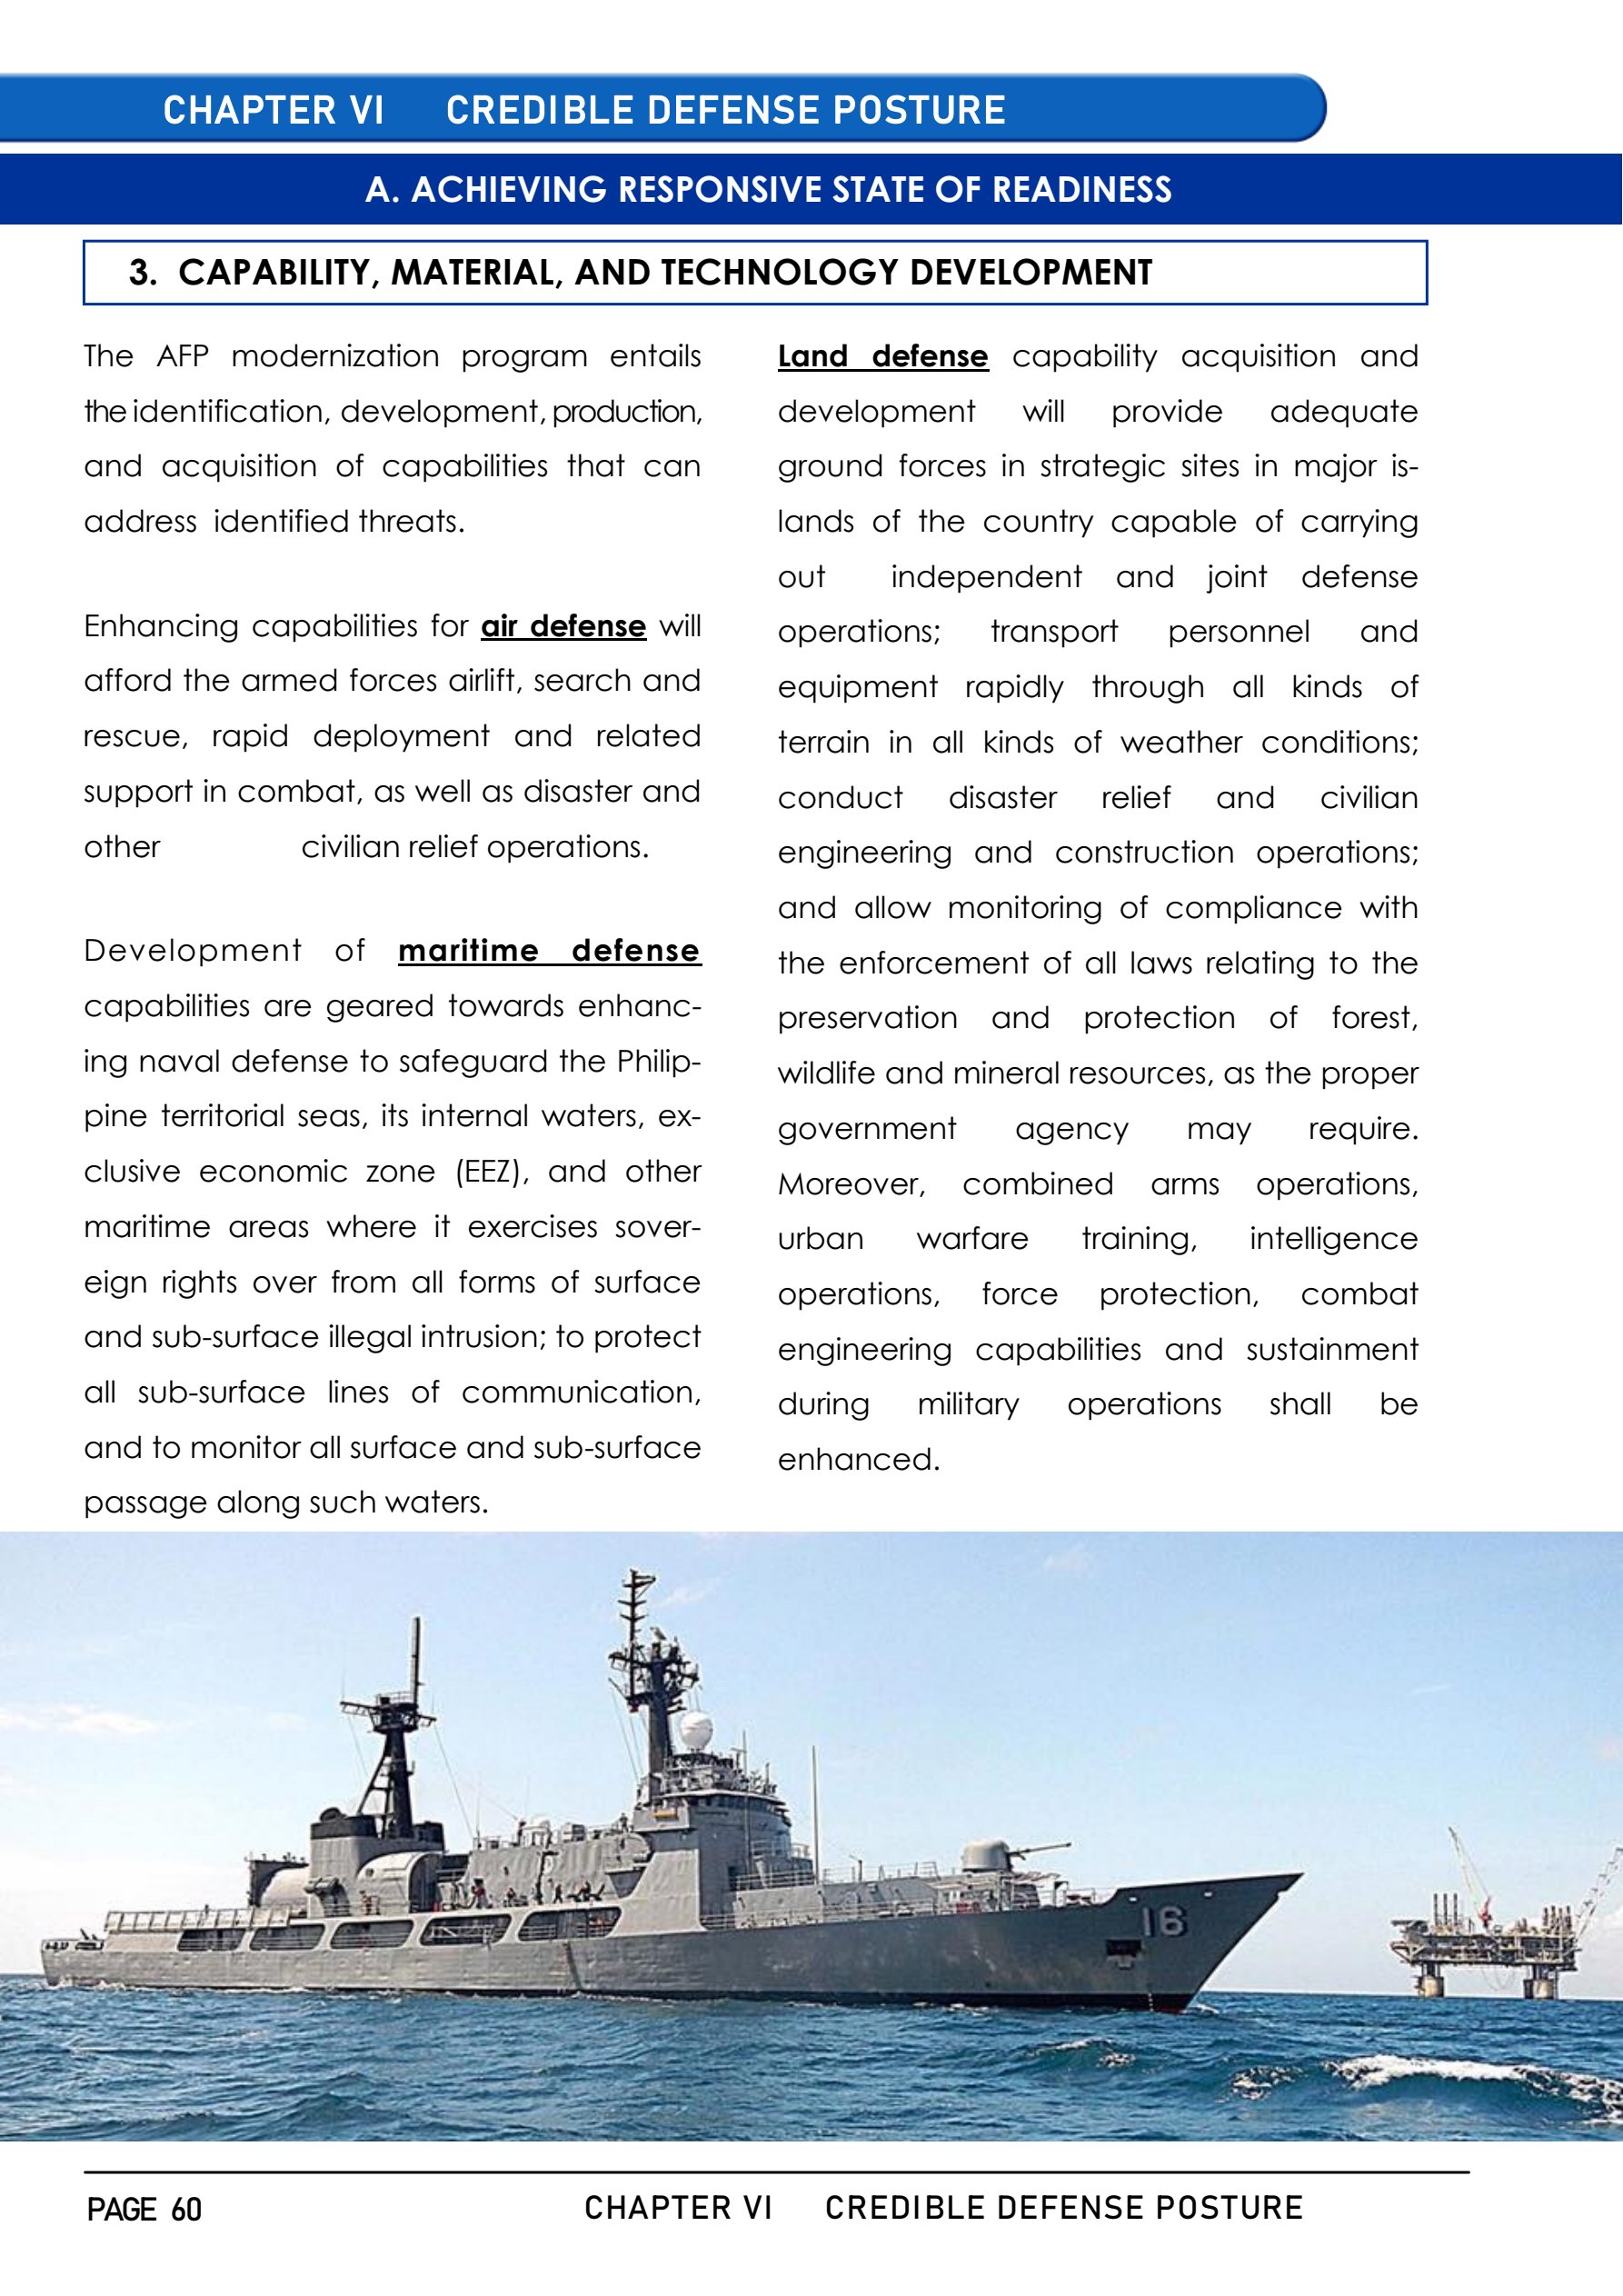 CHAPTER VI CREDIBLE DEFENSE POSTURE
A. ACHIEVING RESPONSIVE STATE OF READINESS
3. CAPABILITY, MATERIAL, AND TECHNOLOGY DEVELOPMENT
The AFP modernization program entails
the identification, development, production,
and acquisition of capabilities that can
address identified threats.
Enhancing capabilities for air defense will
afford the armed forces airlift, search and
rescue, rapid deployment and related
support in combat, as well as disaster and
other civilian relief operations.
Development of maritime defense
capabilities are geared towards enhanc-
ing naval defense to safeguard the Philip-
pine territorial seas, its internal waters, ex-
clusive economic zone (EEZ), and other
maritime areas where it exercises sover-
eign rights over from all forms of surface
and sub-surface illegal intrusion; to protect
all sub-surface lines of communication,
and to monitor all surface and sub-surface
passage along such waters.
Land defense capability acquisition and
development will provide adequate
ground forces in strategic sites in major is-
lands of the country capable of carrying
out independent and joint defense
operations; transport personnel and
equipment rapidly through all kinds of
terrain in all kinds of weather conditions;
conduct disaster relief and civilian
engineering and construction operations;
and allow monitoring of compliance with
the enforcement of all laws relating to the
preservation and protection of forest,
wildlife and mineral resources, as the proper
government agency may require.
Moreover, combined arms operations,
urban warfare training, intelligence
operations, force protection, combat
engineering capabilities and sustainment
during military operations shall be
enhanced.
16
PAGE 60 CHAPTER VI CREDIBLE DEFENSE POSTURE